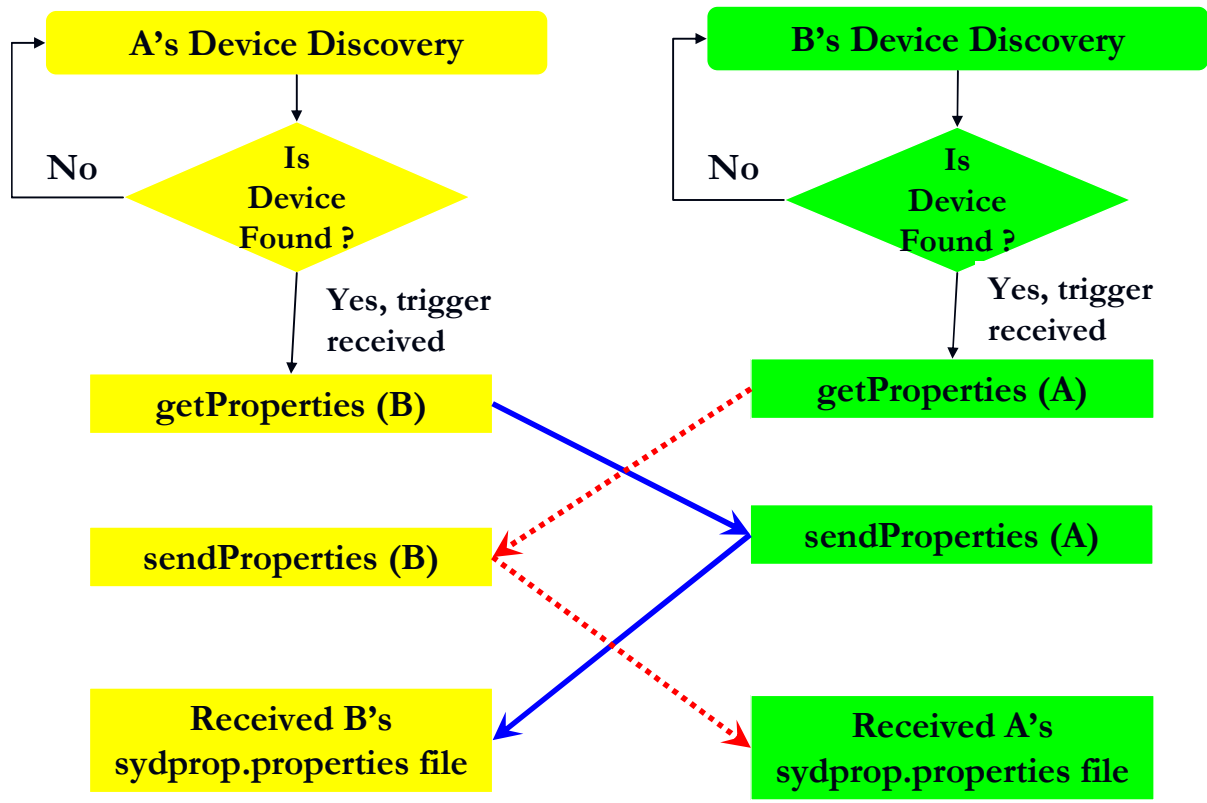 A's Device Discovery
No
Is
Device
Found ?
Yes, trigger
received
getProperties (B)
sendProperties (B)
Received B's
sydprop.properties file
B's Device Discovery
No
Is
Device
Found ?
Yes, trigger
received
getProperties (A)
sendProperties (A)
Received A's
sydprop.properties file